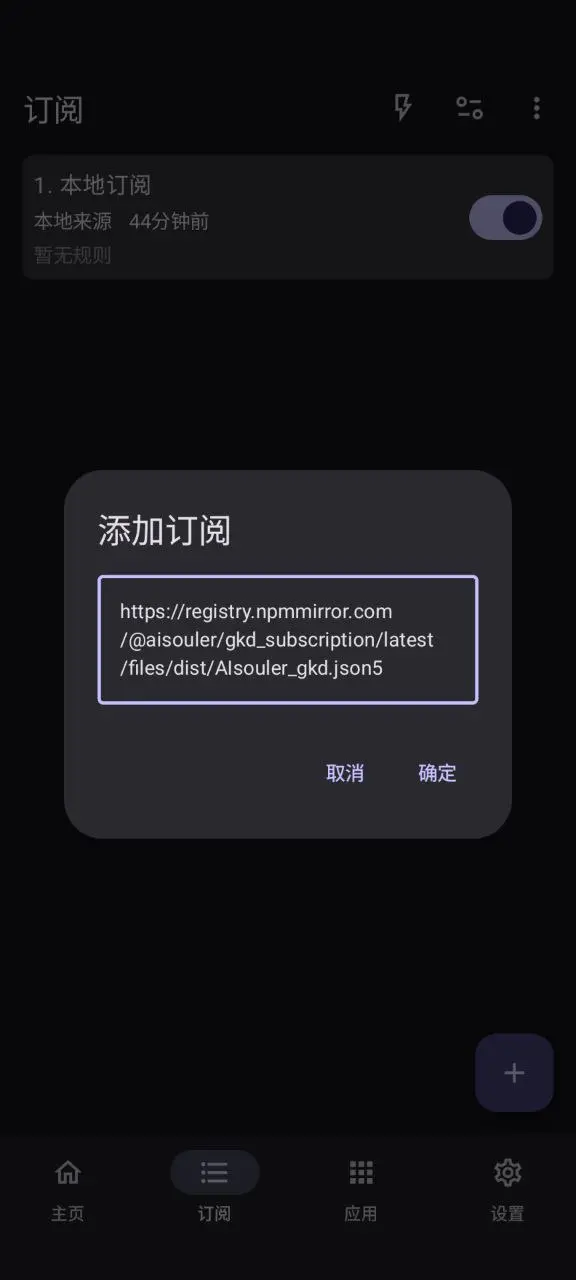 订阅
1. 本地订阅
本地来源 44分钟前
暂无规则
添加订阅
https://registry.npmmirror.com
/@aisouler/gkd_subscription/latest
/files/dist/AIsouler_gkd.json5
取消 确定
主页 订阅 应用 设置